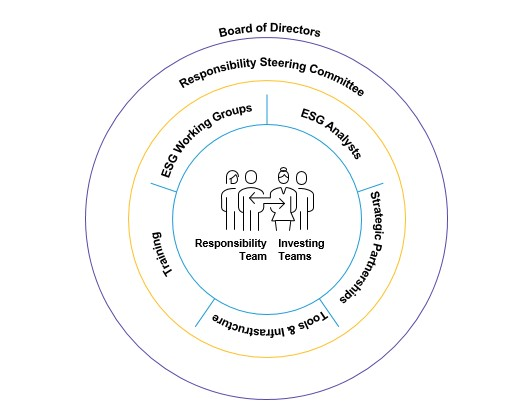 Board of Directors
Responsibility Steering Committee
ESG Working Groups
ESG Analysts
Strategic Partnerships
Tools & Infrastructure
Training
Responsibility Team
Investing Teams